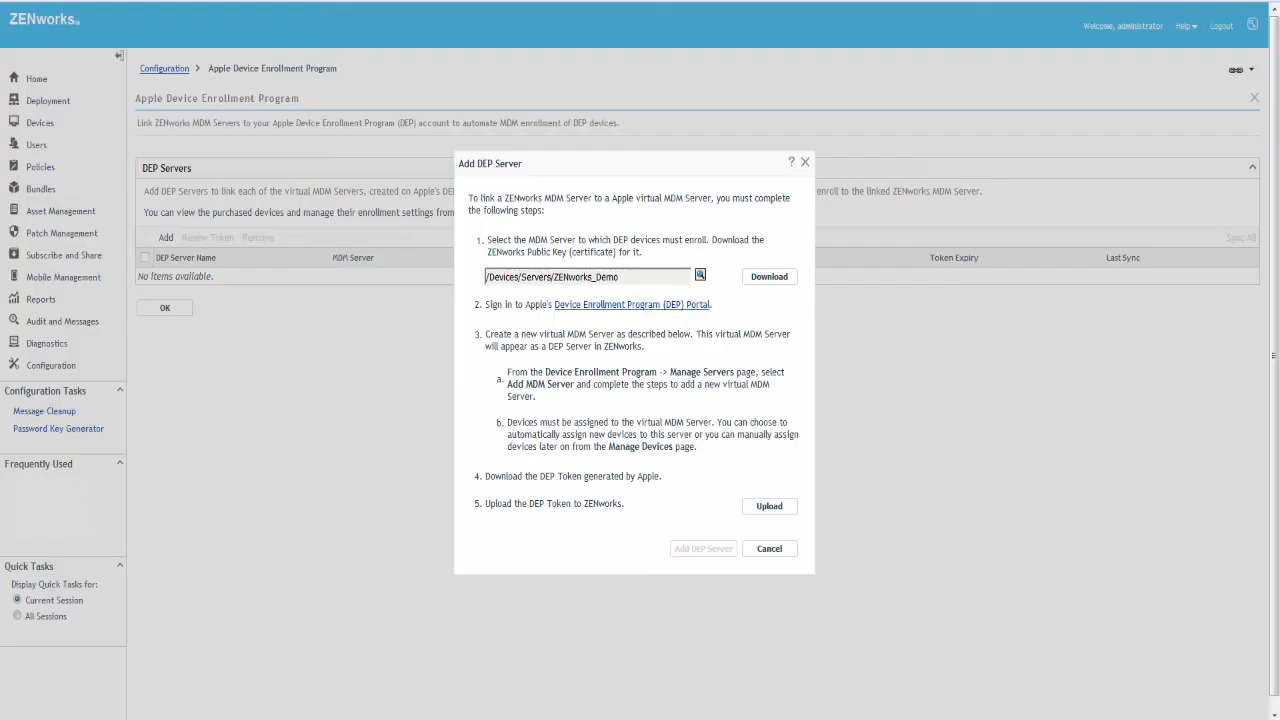 ZENworks
Welcome, administrator
Help
Logout
Configuration > Apple Device Enrollment Program
Home
Deployment
Devices
Users
Policies
Bundles
Asset Management
Patch Management
Subscribe and Share
Mobile Management
Reports
Audit and Messages
Diagnostics
Configuration
Configuration Tasks
Message Cleanup
Password Key Generator
Frequently Used
Quick Tasks
Display Quick Tasks for:
Current Session
All Sessions
Apple Device Enrollment Program
Link ZENworks MDM Servers to your Apple Device Enrollment Program (DEP) account to automate MDM enrollment of DEP devices.
DEP Servers
Add DEP Servers to link each of the virtual MDM Servers, created on Apple's DE
enroll to the linked ZENworks MDM Server.
You can view the purchased devices and manage their enrollment settings from
Add Renew Token Remove
Sync All
DEP Server Name MDM Server Token Expiry Last Sync
No items available.
OK
Add DEP Server
?
To link a ZENworks MDM Server to a Apple virtual MDM Server, you must complete
the following steps:
1. Select the MDM Server to which DEP devices must enroll. Download the
ZENworks Public Key (certificate) for it.
/Devices/Servers/ZENworks_Demo
Download
2. Sign in to Apple's Device Enrollment Program (DEP) Portal.
3. Create a new virtual MDM Server as described below. This virtual MDM Server
will appear as a DEP Server in ZENworks.
a. From the Device Enrollment Program -> Manage Servers page, select
Add MDM Server and complete the steps to add a new virtual MDM
Server.
b. Devices must be assigned to the virtual MDM Server. You can choose to
automatically assign new devices to this server or you can manually assign
devices later on from the Manage Devices page.
4. Download the DEP Token generated by Apple.
5. Upload the DEP Token to ZENworks.
Upload
Add DEP Server
Cancel